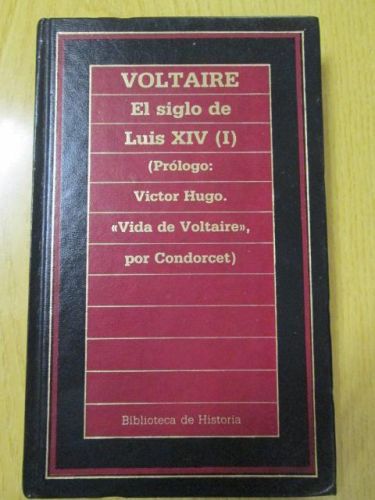 VOLTAIRE
El siglo de
Luis XIV (I)
(Prólogo:
Victor Hugo.
«Vida de Voltaire»,
por Condorcet)
Biblioteca de Historia